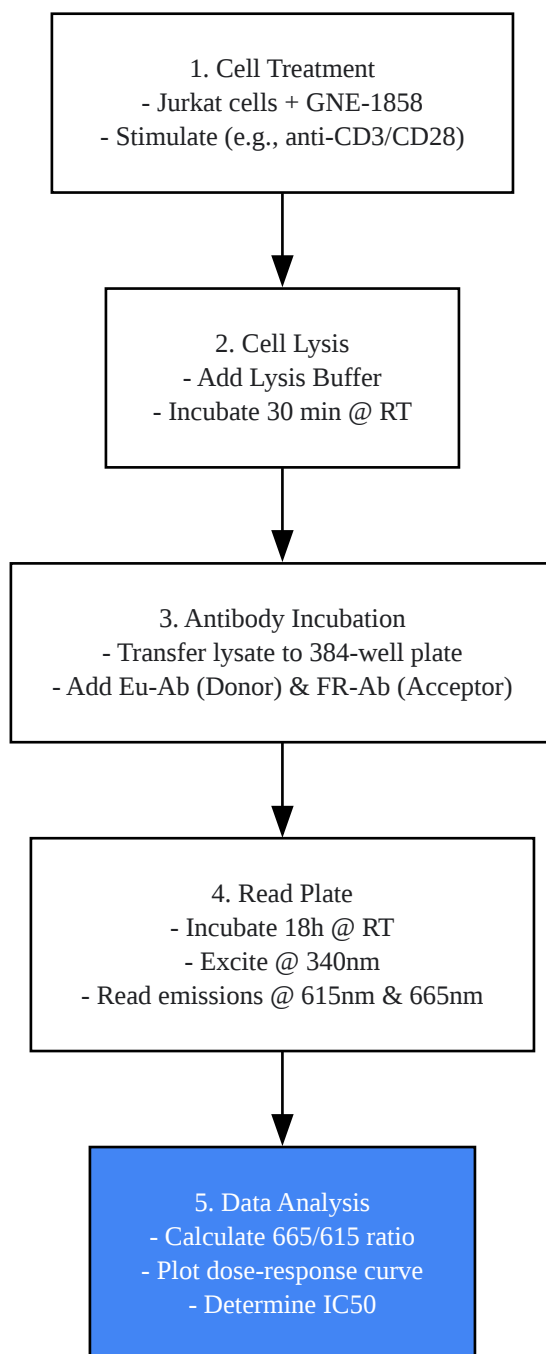 1. Cell Treatment
- Jurkat cells + GNE-1858
- Stimulate (e.g., anti-CD3/CD28)
2. Cell Lysis
- Add Lysis Buffer
- Incubate 30 min @ RT
3. Antibody Incubation
- Transfer lysate to 384-well plate
- Add Eu-Ab (Donor) & FR-Ab (Acceptor)
4. Read Plate
- Incubate 18h @ RT
- Excite @ 340nm
- Read emissions @ 615nm & 665nm
5. Data Analysis
- Calculate 665/615 ratio
- Plot dose-response curve
- Determine IC50